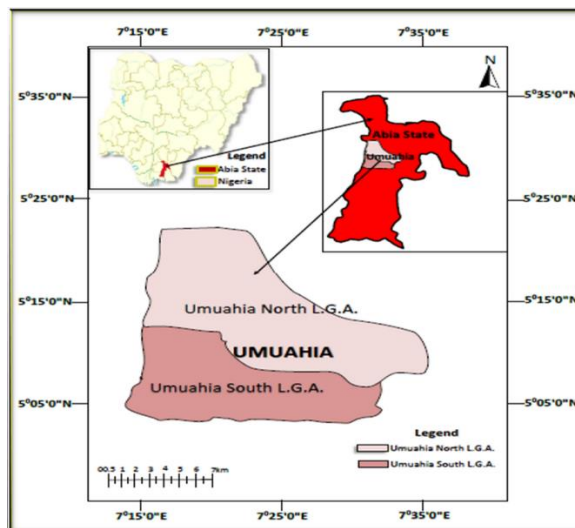 7°15'0"E 7°25'0"E 7°35'0"E
N
5°35'0"N 5°35'0"N
Abia State
Umuahia
Legend
Abia State
Nigeria
5°25'0"N 5°25'0"N
5°15'0"N 5°15'0"N
Umuahia North L.G.A.
UMUAHIA
Umuahia South L.G.A.
5°05'0"N 5°05'0"N
Legend
Umuahia North L.G.A.
Umuahia South L.G.A.
00.5 1 2 3 4 5 6 7km
7°15'0"E 7°25'0"E 7°35'0"E